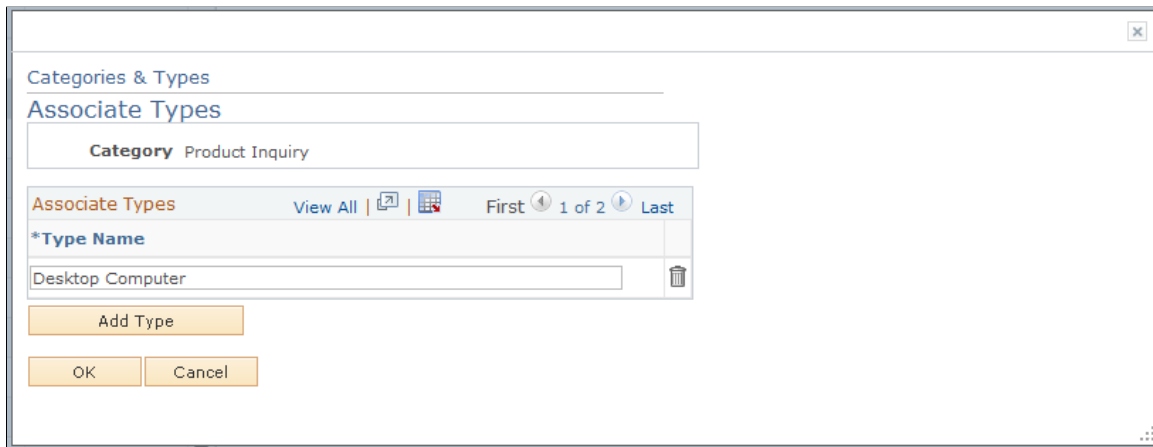 Categories & Types
Associate Types
Category Product Inquiry
Associate Types View All | | First 1 of 2 Last
*Type Name
Desktop Computer
Add Type
OK Cancel